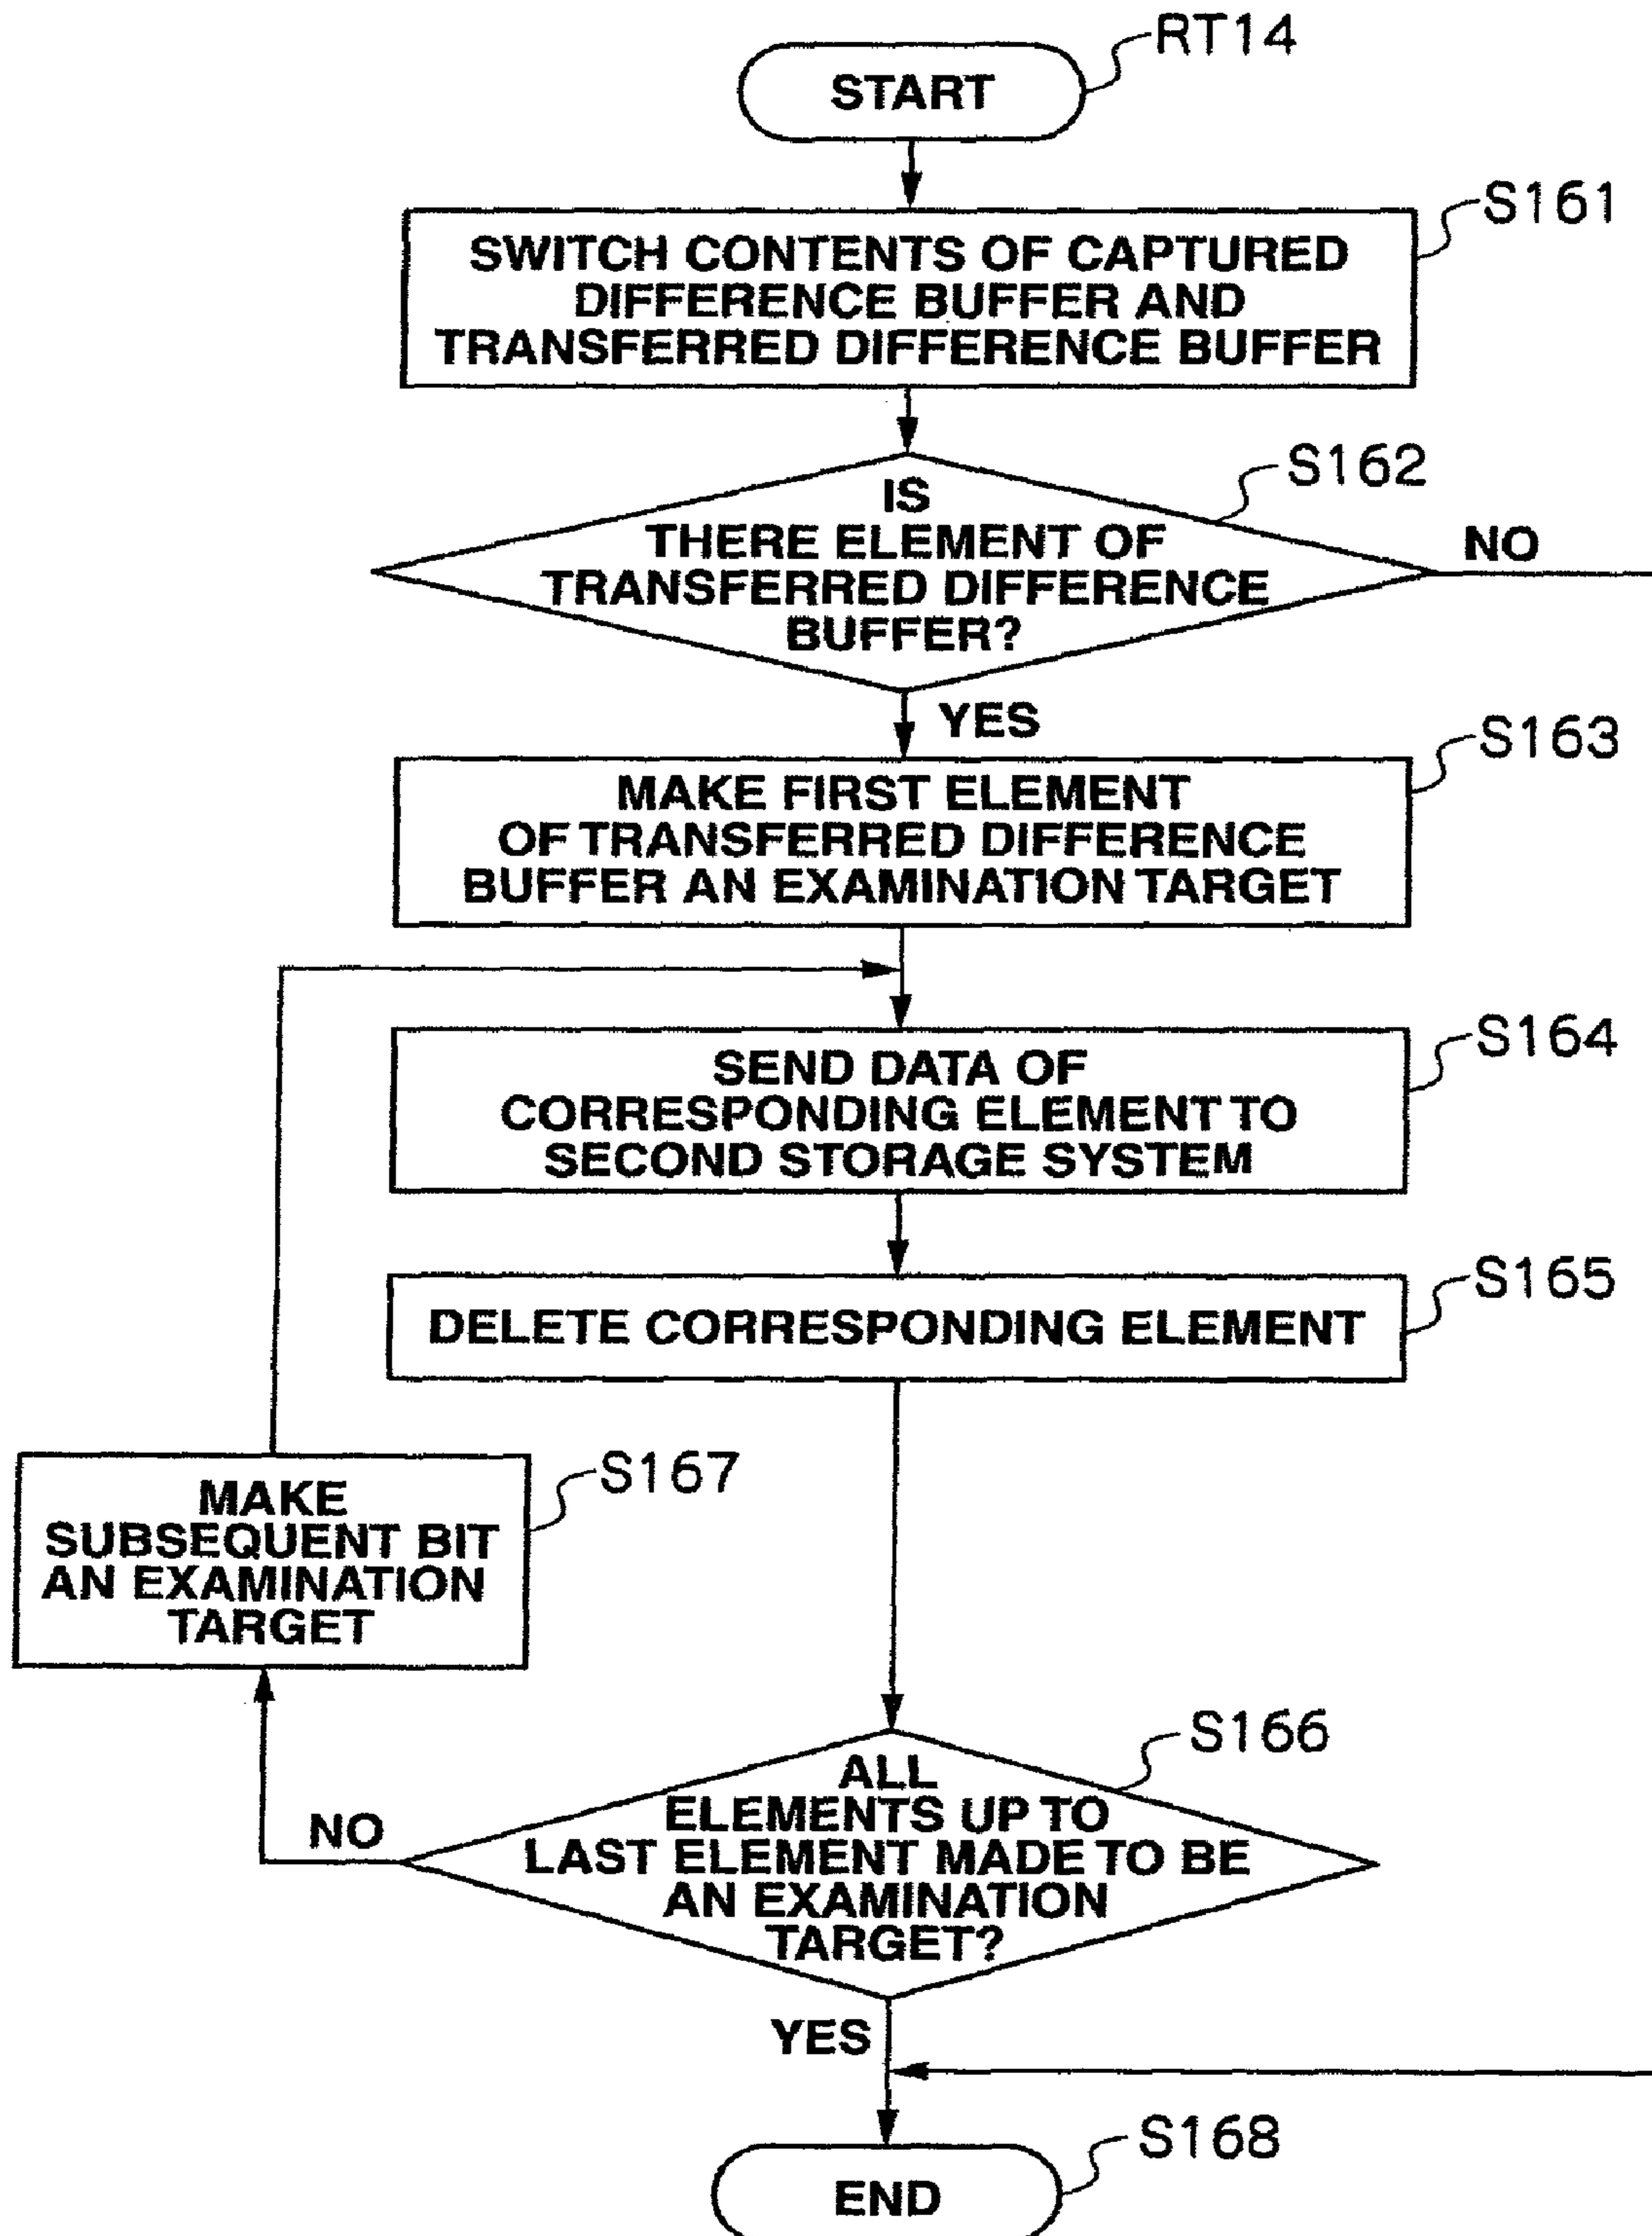 RT14
START
S161
SWITCH CONTENTS OF CAPTURED
DIFFERENCE BUFFER AND
TRANSFERRED DIFFERENCE BUFFER
S162
IS
THERE ELEMENT OF
TRANSFERRED DIFFERENCE
BUFFER?
NO
YES
S163
MAKE FIRST ELEMENT
OF TRANSFERRED DIFFERENCE
BUFFER AN EXAMINATION TARGET
S164
SEND DATA OF
CORRESPONDING ELEMENT TO
SECOND STORAGE SYSTEM
S165
DELETE CORRESPONDING ELEMENT
S167
MAKE
SUBSEQUENT BIT
AN EXAMINATION
TARGET
S166
ALL
ELEMENTS UP TO
LAST ELEMENT MADE TO BE
AN EXAMINATION
TARGET?
NO
YES
S168
END